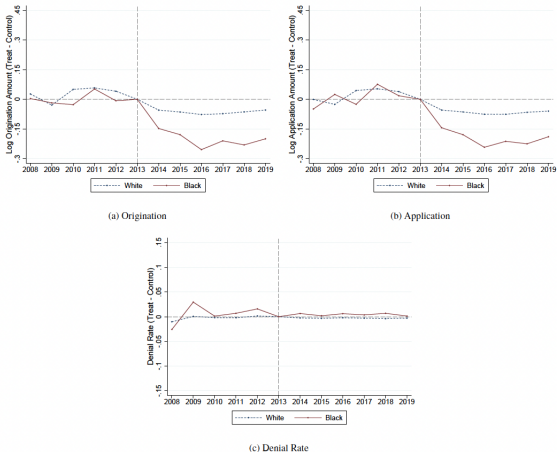 Log Origination Amount (Treat - Control)
.45
.3
.15
0
-.15
-.3
2008 2009 2010 2011 2012 2013 2014 2015 2016 2017 2018 2019
White Black
(a) Origination
Log Application Amount (Treat - Control)
.45
.3
.15
0
-.15
-.3
2008 2009 2010 2011 2012 2013 2014 2015 2016 2017 2018 2019
White Black
(b) Application
Denial Rate (Treat - Control)
.15
.1
.05
0
-.05
-.1
-.15
2008 2009 2010 2011 2012 2013 2014 2015 2016 2017 2018 2019
White Black
(c) Denial Rate